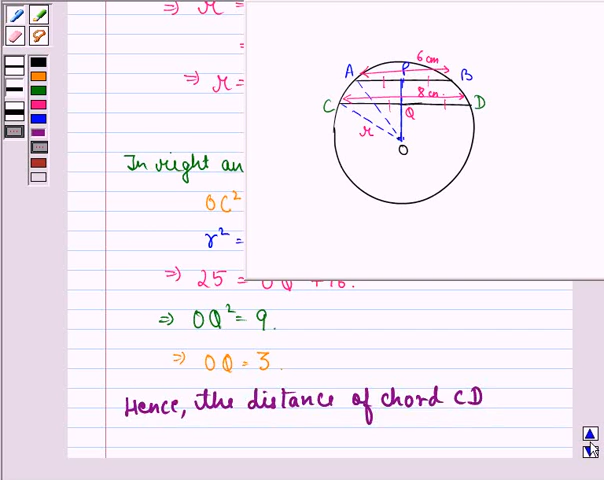 ⇒ r =
=
⇒ r =
6 cm
A P B
8 cm.
C Q D
r
O
In right an
OC² 
r² =
⇒ 25 = OQ² + 16.
⇒ OQ² = 9.
⇒ OQ = 3.
Hence, the distance of chord CD